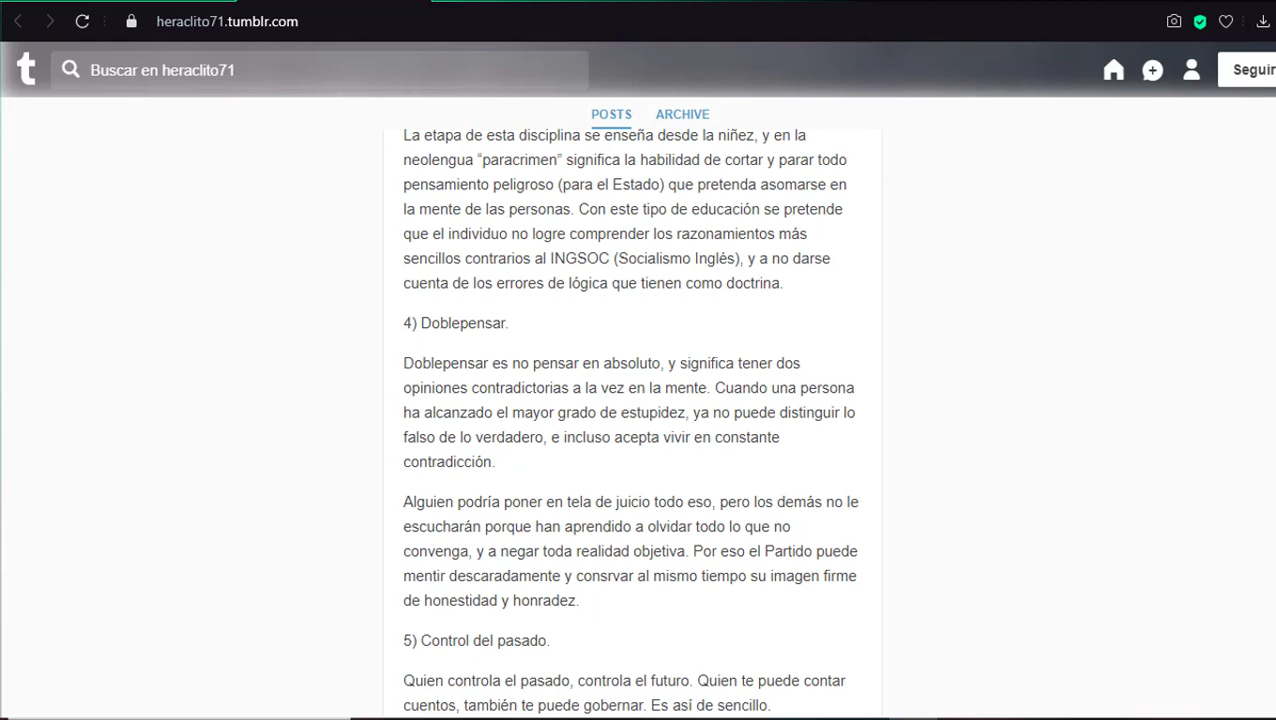 heraclito71.tumblr.com
t
Buscar en heraclito71
Seguir
POSTS ARCHIVE
La etapa de esta disciplina se enseña desde la niñez, y en la
neolengua “paracrimen” significa la habilidad de cortar y parar todo
pensamiento peligroso (para el Estado) que pretenda asomarse en
la mente de las personas. Con este tipo de educación se pretende
que el individuo no logre comprender los razonamientos más
sencillos contrarios al INGSOC (Socialismo Inglés), y a no darse
cuenta de los errores de lógica que tienen como doctrina.
4) Doblepensar.
Doblepensar es no pensar en absoluto, y significa tener dos
opiniones contradictorias a la vez en la mente. Cuando una persona
ha alcanzado el mayor grado de estupidez, ya no puede distinguir lo
falso de lo verdadero, e incluso acepta vivir en constante
contradicción.
Alguien podría poner en tela de juicio todo eso, pero los demás no le
escucharán porque han aprendido a olvidar todo lo que no
convenga, y a negar toda realidad objetiva. Por eso el Partido puede
mentir descaradamente y consrvar al mismo tiempo su imagen firme
de honestidad y honradez.
5) Control del pasado.
Quien controla el pasado, controla el futuro. Quien te puede contar
cuentos, también te puede gobernar. Es así de sencillo.